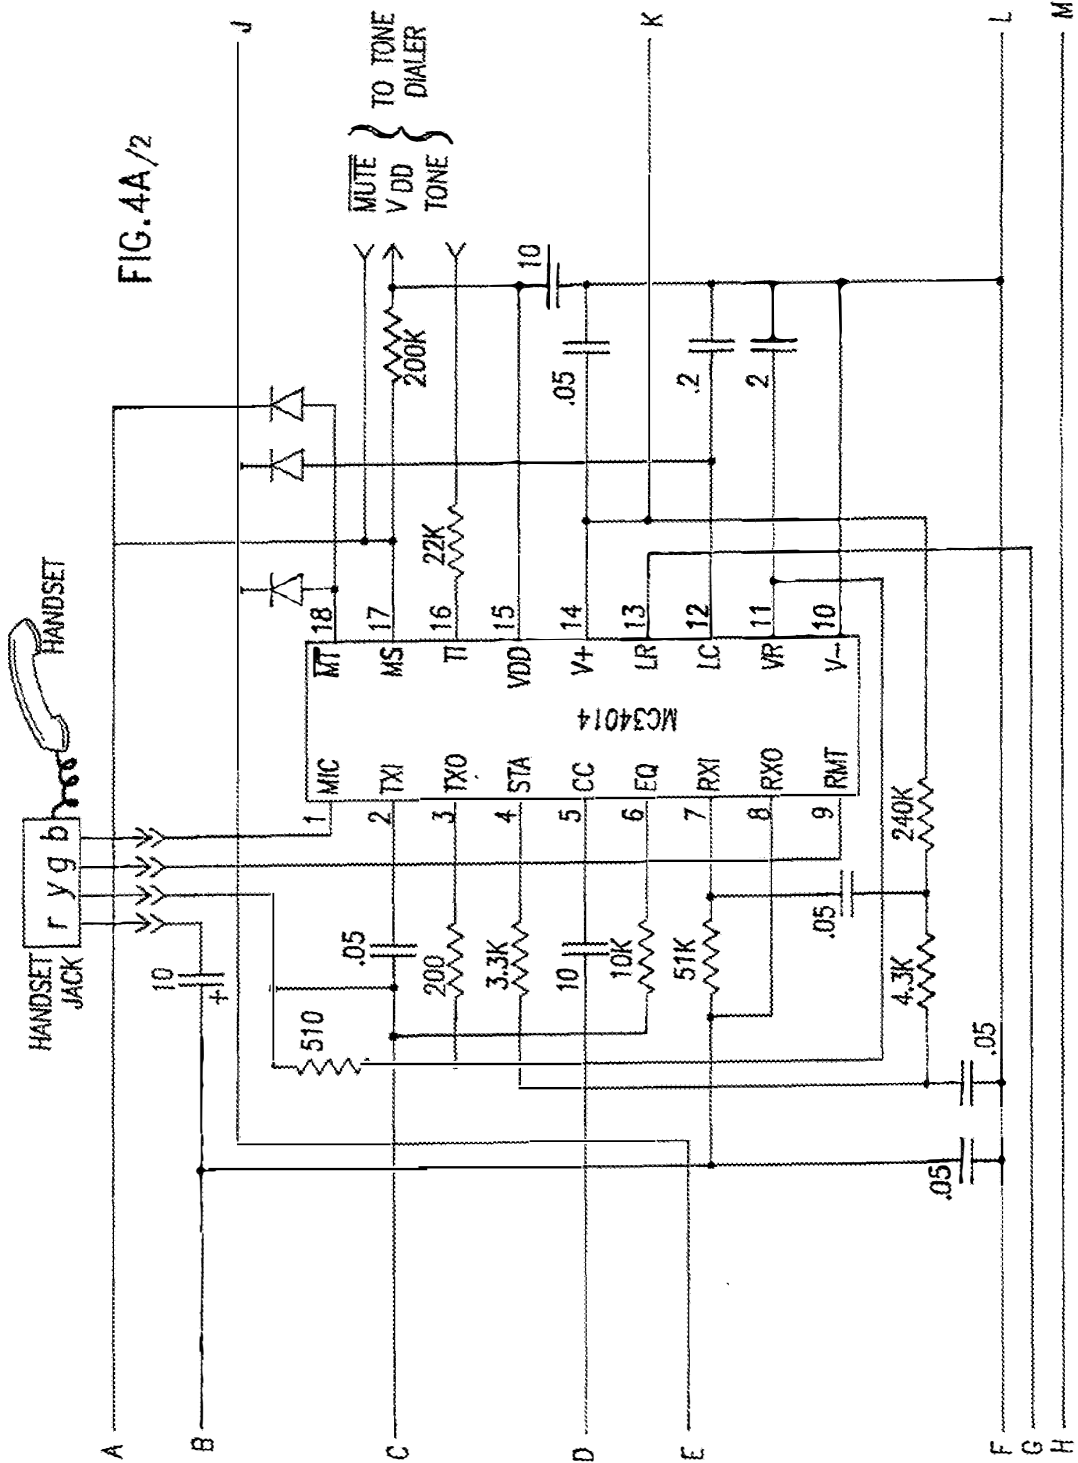 FIG.4A/2
HANDSET
HANDSET
JACK
r y g b
A
B
C
D
E
F
G
H
J
K
L
M
MUTE
VDD
TONE
TO TONE
DIALER
10
+
510
.05
200
3.3K
10
10K
51K
.05
4.3K
240K
.05
.05
1 MIC
2 TXI
3 TXO
4 STA
5 CC
6 EQ
7 RXI
8 RXO
9 RMT
MC34014
MT 18
MS 17
TI 16
VDD 15
V+ 14
LR 13
LC 12
VR 11
V- 10
22K
200K
10
.05
.2
2